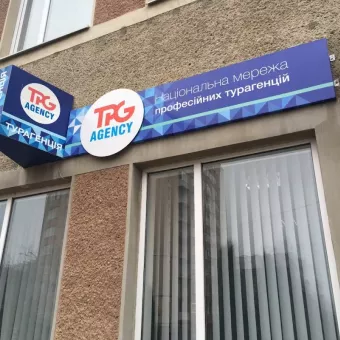 TPG
AGENCY
ТУРАГЕНЦІЯ
TPG
AGENCY
національна мережа
професійних турагенцій